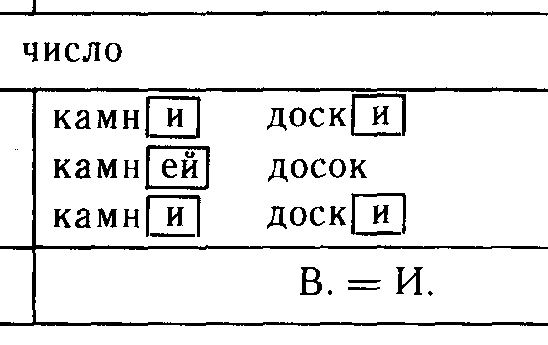 число
камни доски
камней досок
камни доски
В. = И.